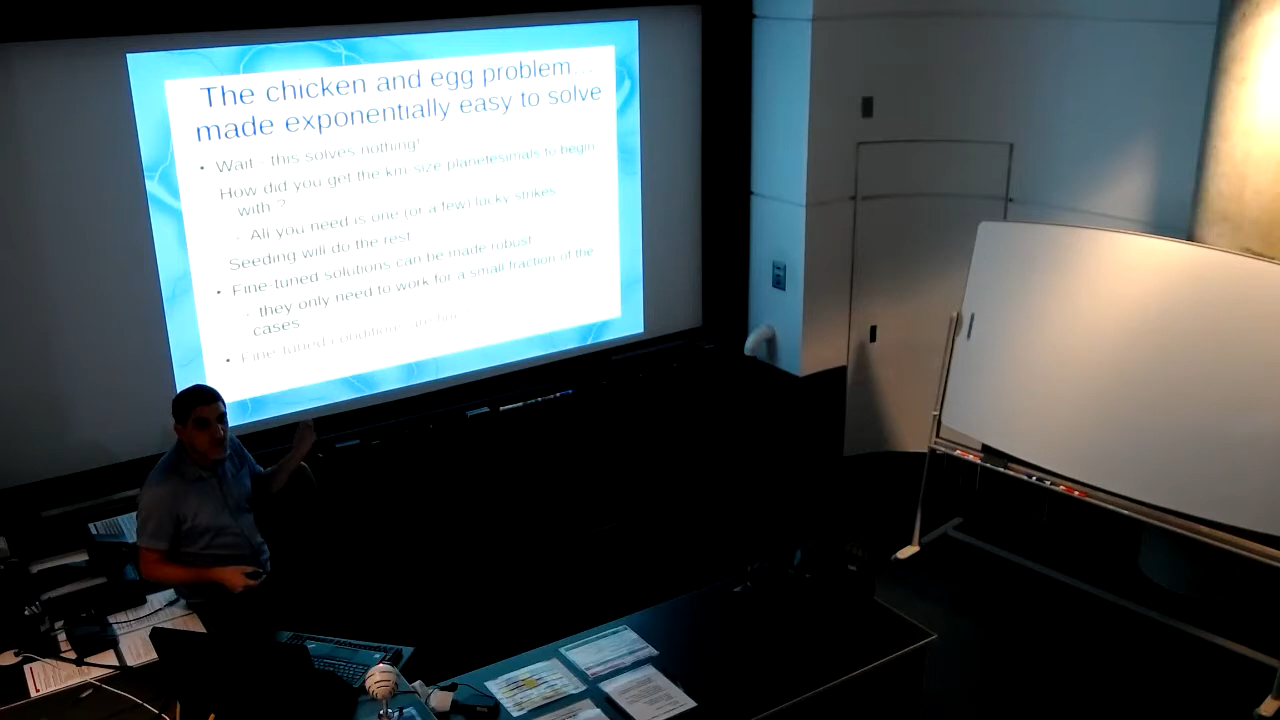 The chicken and egg problem...
made exponentially easy to solve
• Wait - this solves nothing!
How did you get the km-size planetesimals to begin
with ?
- All you need is one (or a few) lucky strikes
Seeding will do the rest
• Fine-tuned solutions can be made robust
- they only need to work for a small fraction of the
cases
• Fine tuned conditions